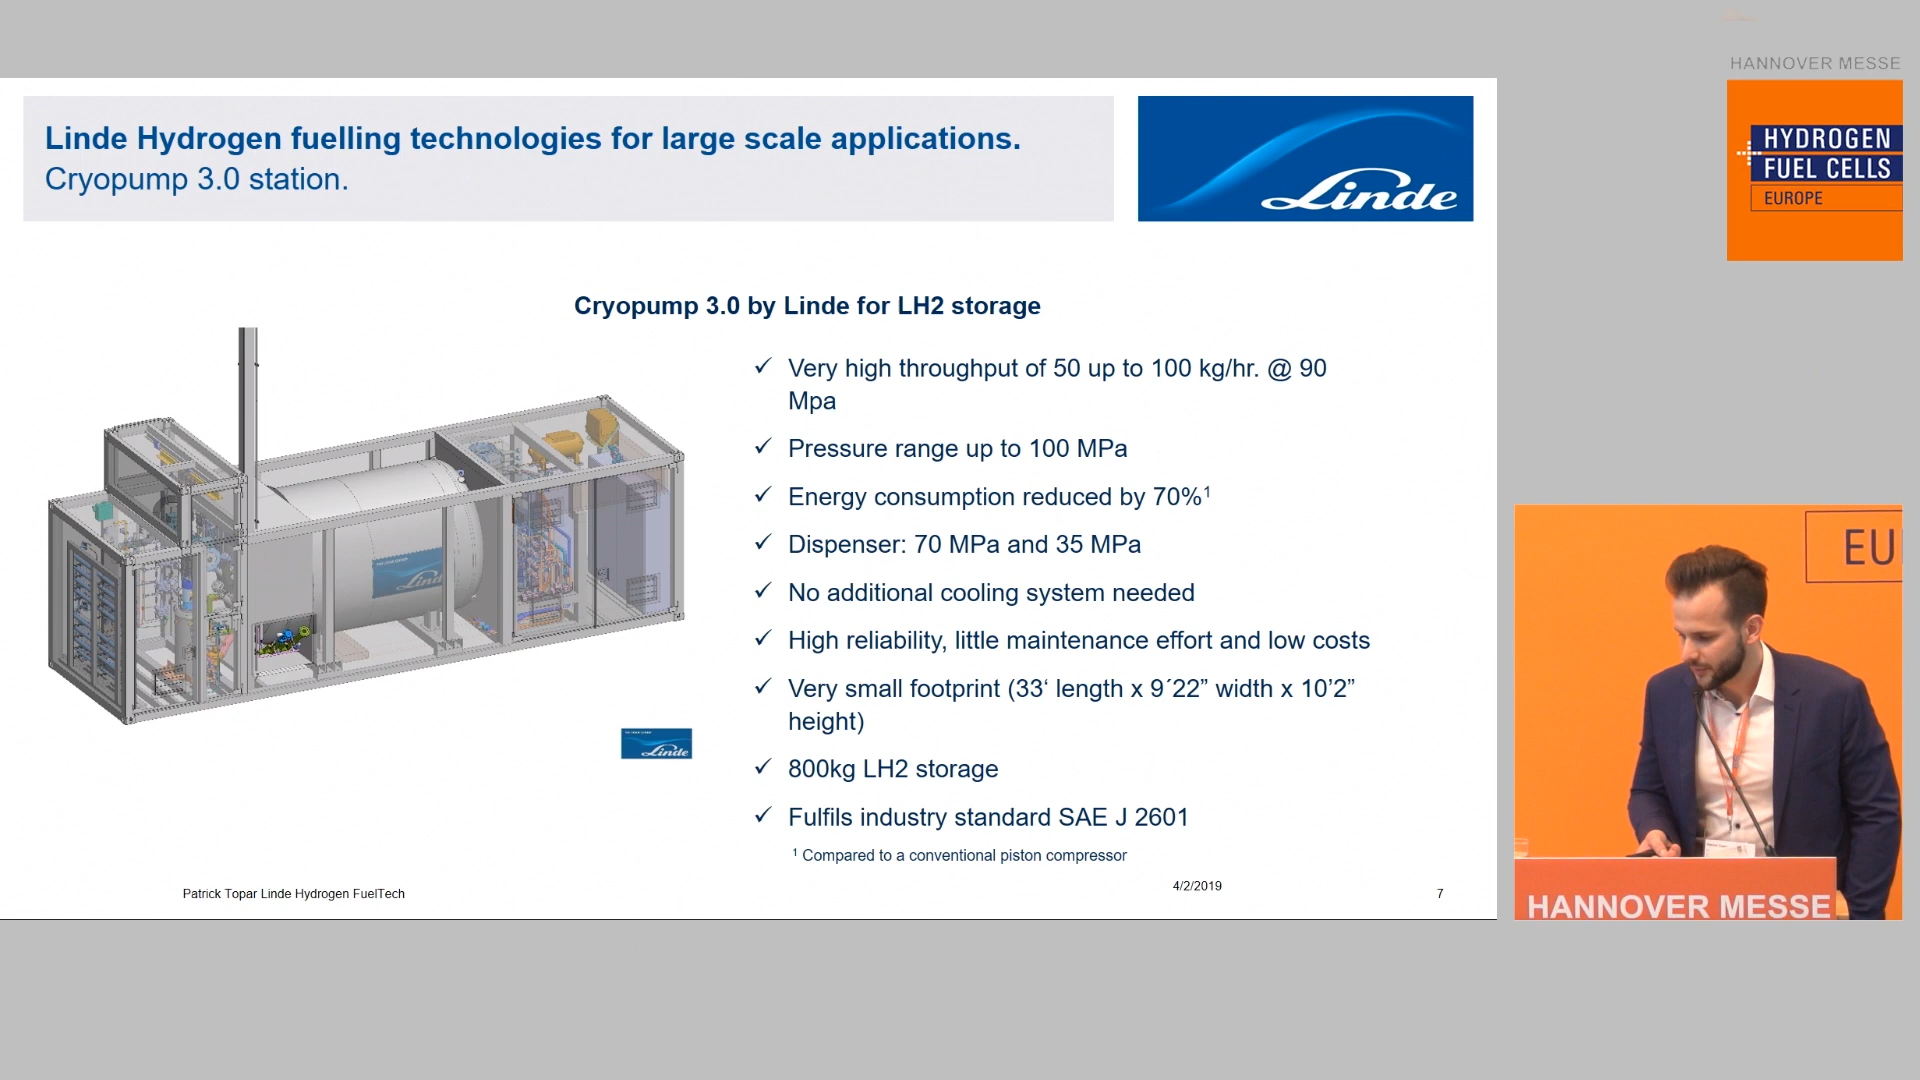 HANNOVER MESSE
HYDROGEN
FUEL CELLS
EUROPE
Linde Hydrogen fuelling technologies for large scale applications.
Cryopump 3.0 station.
Linde
Cryopump 3.0 by Linde for LH2 storage
✓ Very high throughput of 50 up to 100 kg/hr. @ 90
Mpa
✓ Pressure range up to 100 MPa
✓ Energy consumption reduced by 70%¹
✓ Dispenser: 70 MPa and 35 MPa
✓ No additional cooling system needed
✓ High reliability, little maintenance effort and low costs
✓ Very small footprint (33‘ length x 9´22” width x 10’2”
height)
✓ 800kg LH2 storage
✓ Fulfils industry standard SAE J 2601
¹ Compared to a conventional piston compressor
Lind
Linde
Patrick Topar Linde Hydrogen FuelTech
4/2/2019
7
EU
HANNOVER MESSE